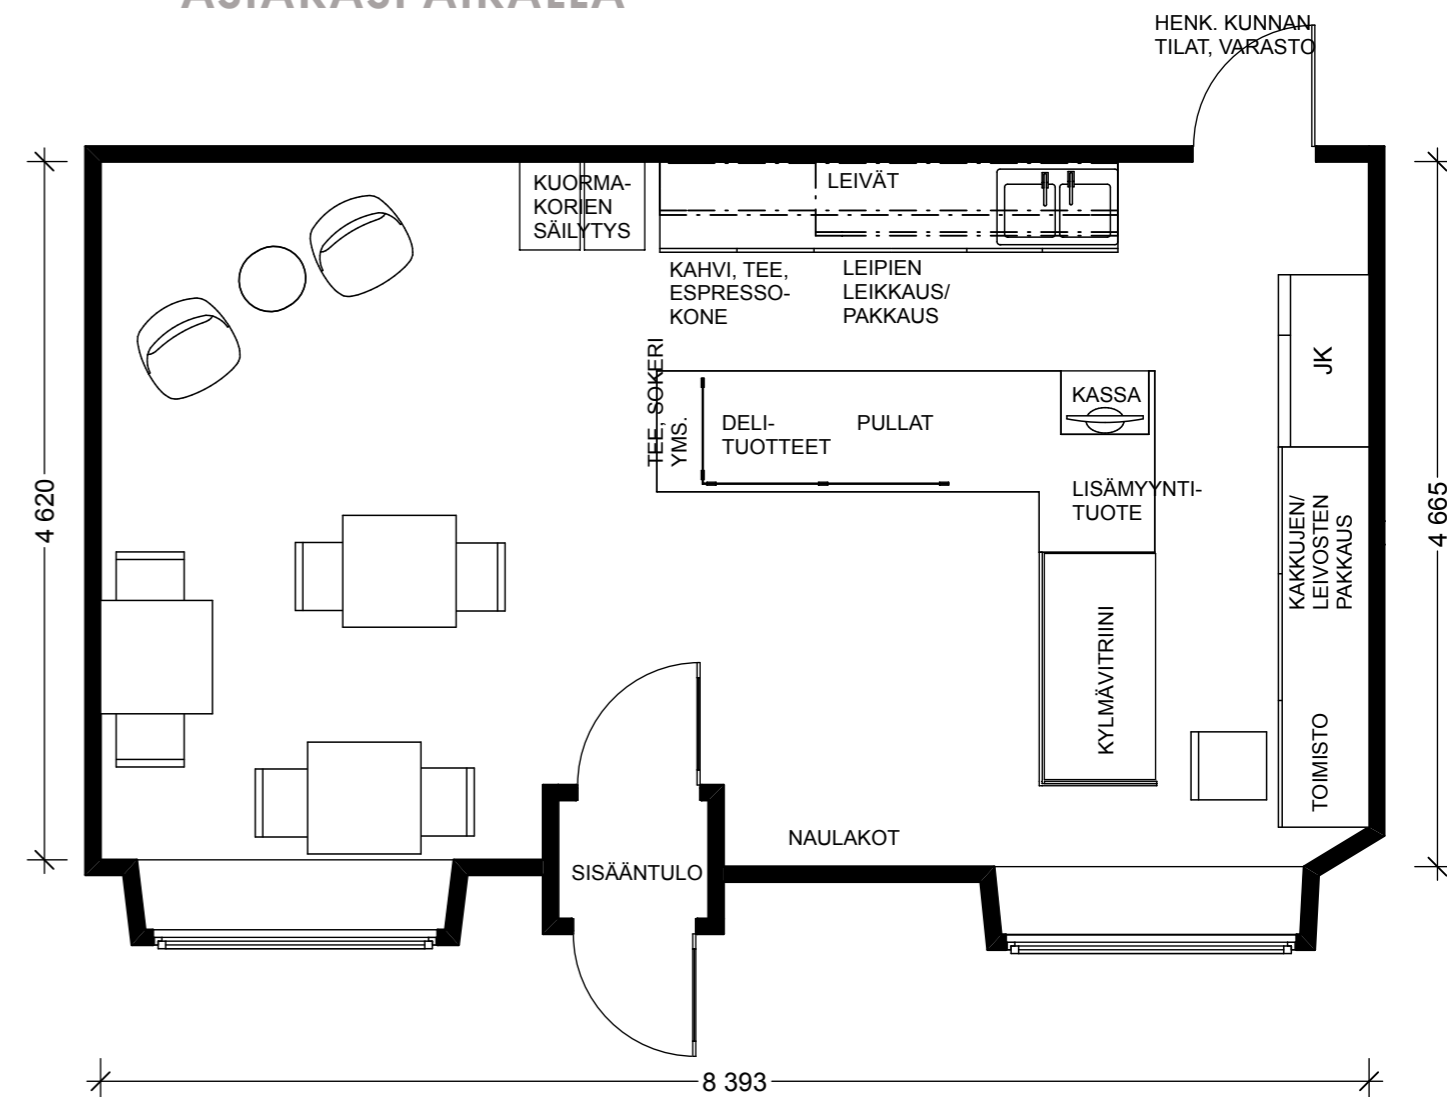 ASIAKASPAIKALLA
HENK. KUNNAN
TILAT, VARASTO
KUORMA-
KORIEN
SÄILYTYS
LEIVÄT
KAHVI, TEE,
ESPRESSO-
KONE
LEIPIEN
LEIKKAUS/
PAKKAUS
JK
TEE, SOKERI
YMS.
DELI-
TUOTTEET
PULLAT
KASSA
LISÄMYYNTI-
TUOTE
4 620
4 665
KAKKUJEN/
LEIVOSTEN
PAKKAUS
KYLMÄVITRIINI
TOIMISTO
NAULAKOT
SISÄÄNTULO
8 393